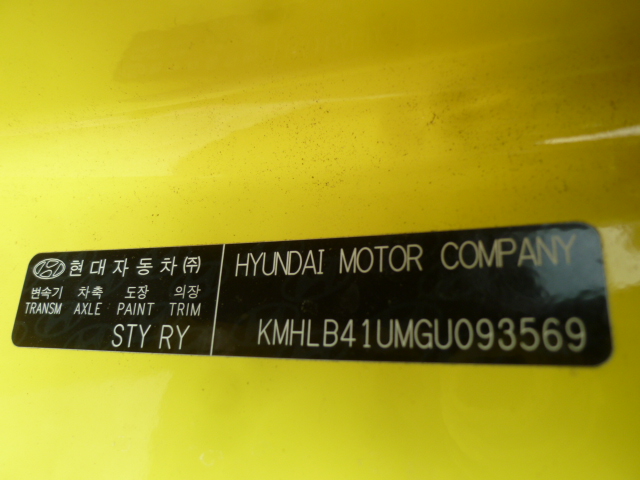 현대자동차㈜
변속기 차축 도장 의장
TRANSM AXLE PAINT TRIM
STY RY
HYUNDAI MOTOR COMPANY
KMHLB41UMGU093569